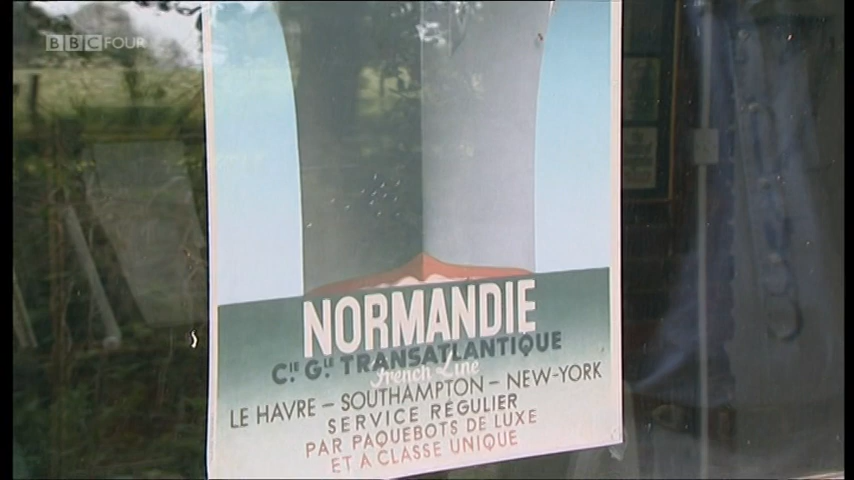 BBC FOUR
NORMANDIE
CIE GLE TRANSATLANTIQUE
French Line
LE HAVRE – SOUTHAMPTON – NEW-YORK
SERVICE RÉGULIER
PAR PAQUEBOTS DE LUXE
ET A CLASSE UNIQUE